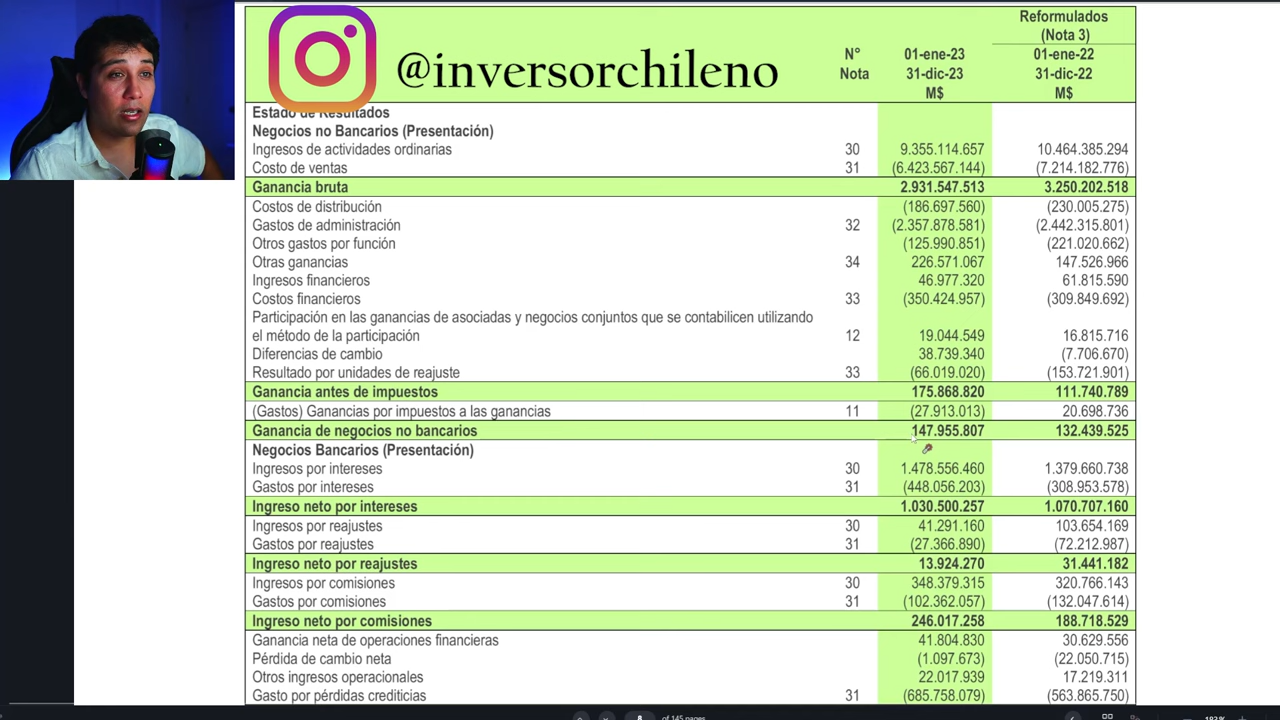 Reformulados
(Nota 3)
N° 01-ene-23 01-ene-22
Nota 31-dic-23 31-dic-22
M$ M$
@inversorchileno
Estado de Resultados
Negocios no Bancarios (Presentación)
Ingresos de actividades ordinarias 30 9.355.114.657 10.464.385.294
Costo de ventas 31 (6.423.567.144) (7.214.182.776)
Ganancia bruta 2.931.547.513 3.250.202.518
Costos de distribución (186.697.560) (230.005.275)
Gastos de administración 32 (2.357.878.581) (2.442.315.801)
Otros gastos por función (125.990.851) (221.020.662)
Otras ganancias 34 226.571.067 147.526.966
Ingresos financieros 46.977.320 61.815.590
Costos financieros 33 (350.424.957) (309.849.692)
Participación en las ganancias de asociadas y negocios conjuntos que se contabilicen utilizando
el método de la participación 12 19.044.549 16.815.716
Diferencias de cambio 38.739.340 (7.706.670)
Resultado por unidades de reajuste 33 (66.019.020) (153.721.901)
Ganancia antes de impuestos 175.868.820 111.740.789
(Gastos) Ganancias por impuestos a las ganancias 11 (27.913.013) 20.698.736
Ganancia de negocios no bancarios 147.955.807 132.439.525
Negocios Bancarios (Presentación)
Ingresos por intereses 30 1.478.556.460 1.379.660.738
Gastos por intereses 31 (448.056.203) (308.953.578)
Ingreso neto por intereses 1.030.500.257 1.070.707.160
Ingresos por reajustes 30 41.291.160 103.654.169
Gastos por reajustes 31 (27.366.890) (72.212.987)
Ingreso neto por reajustes 13.924.270 31.441.182
Ingresos por comisiones 30 348.379.315 320.766.143
Gastos por comisiones 31 (102.362.057) (132.047.614)
Ingreso neto por comisiones 246.017.258 188.718.529
Ganancia neta de operaciones financieras 41.804.830 30.629.556
Pérdida de cambio neta (1.097.673) (22.050.715)
Otros ingresos operacionales 22.017.939 17.219.311
Gasto por pérdidas crediticias 31 (685.758.079) (563.865.750)
8 of 145 pages